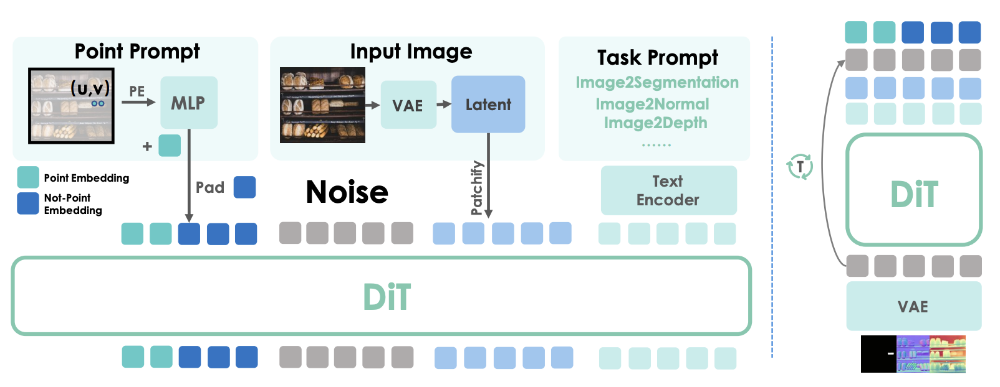 Point Prompt
(u,v)
PE
MLP
+
Point Embedding
Not-Point
Embedding
Pad
Input Image
VAE
Latent
Patchify
Noise
Task Prompt
Image2Segmentation
Image2Normal
Image2Depth
......
Text
Encoder
DiT
T
DiT
VAE